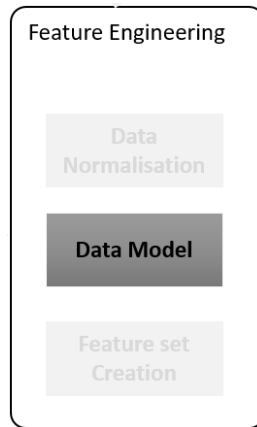 Feature Engineering
Data
Normalisation
Data Model
Feature set
Creation